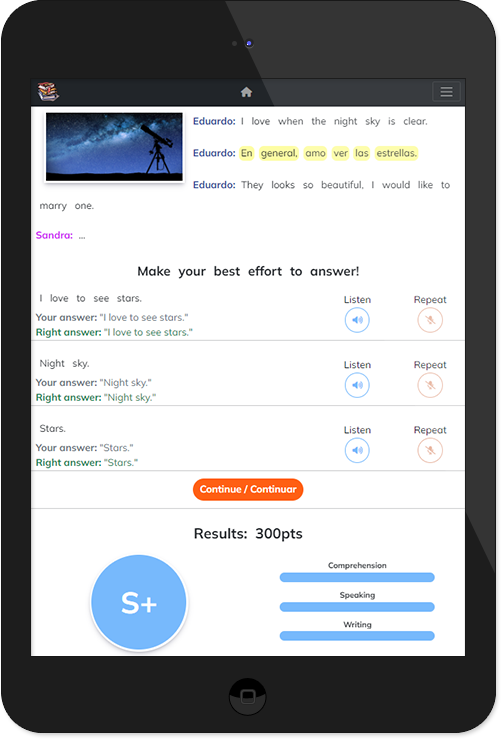 Eduardo: I love when the night sky is clear.
Eduardo: En general, amo ver las estrellas.
Eduardo: They looks so beautiful, I would like to
marry one.
Sandra: ...
Make your best effort to answer!
I love to see stars.
Listen
Repeat
Your answer: "I love to see stars."
Right answer: "I love to see stars."
Night sky.
Listen
Repeat
Your answer: "Night sky."
Right answer: "Night sky."
Stars.
Listen
Repeat
Your answer: "Stars."
Right answer: "Stars."
Continue / Continuar
Results: 300pts
S+
Comprehension
Speaking
Writing